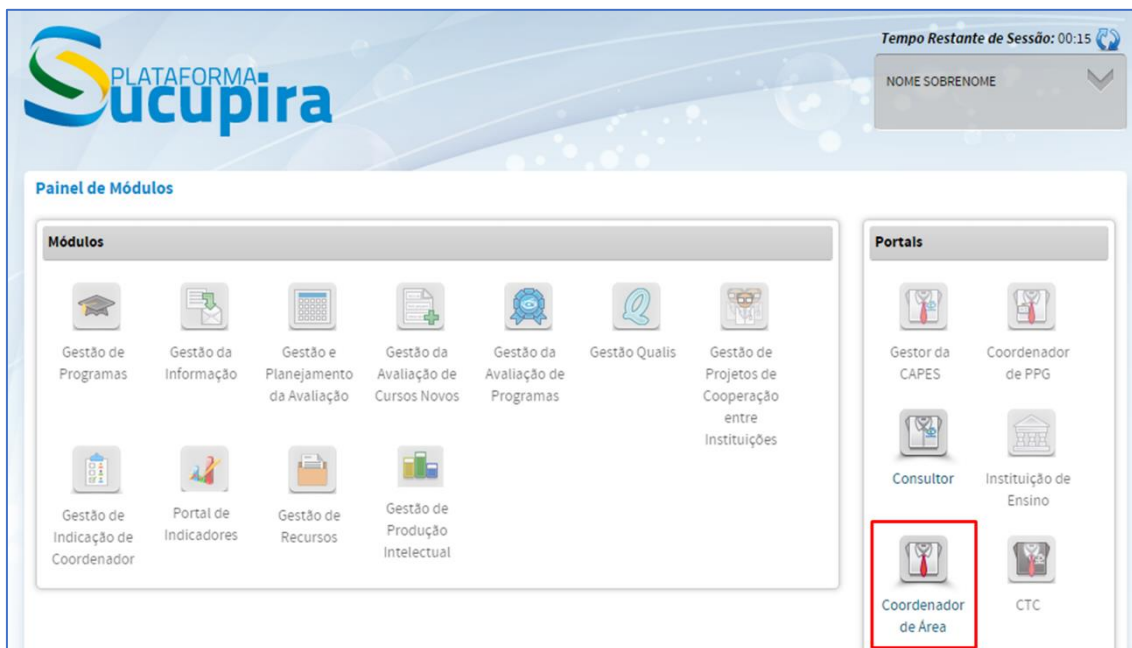 Tempo Restante de Sessão: 00:15
PLATAFORMA
Sucupira
NOME SOBRENOME
Painel de Módulos
Módulos
Gestão de
Programas
Gestão da
Informação
Gestão e
Planejamento
da Avaliação
Gestão da
Avaliação de
Cursos Novos
Gestão da
Avaliação de
Programas
Gestão Qualis
Gestão de
Projetos de
Cooperação
entre
Instituições
Gestão de
Indicação de
Coordenador
Portal de
Indicadores
Gestão de
Recursos
Gestão de
Produção
Intelectual
Portais
Gestor da
CAPES
Coordenador
de PPG
Consultor
Instituição de
Ensino
Coordenador
de Área
CTC